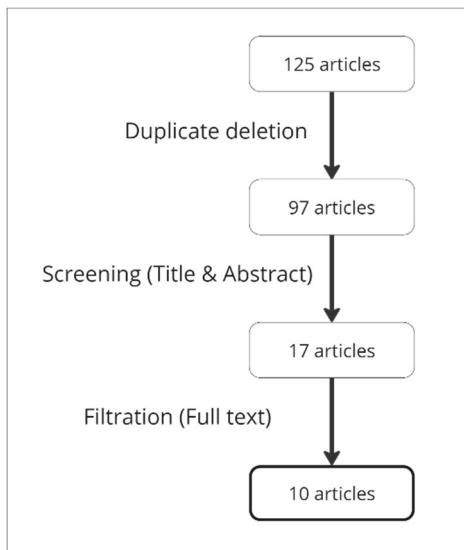 125 articles
Duplicate deletion
97 articles
Screening (Title & Abstract)
17 articles
Filtration (Full text)
10 articles